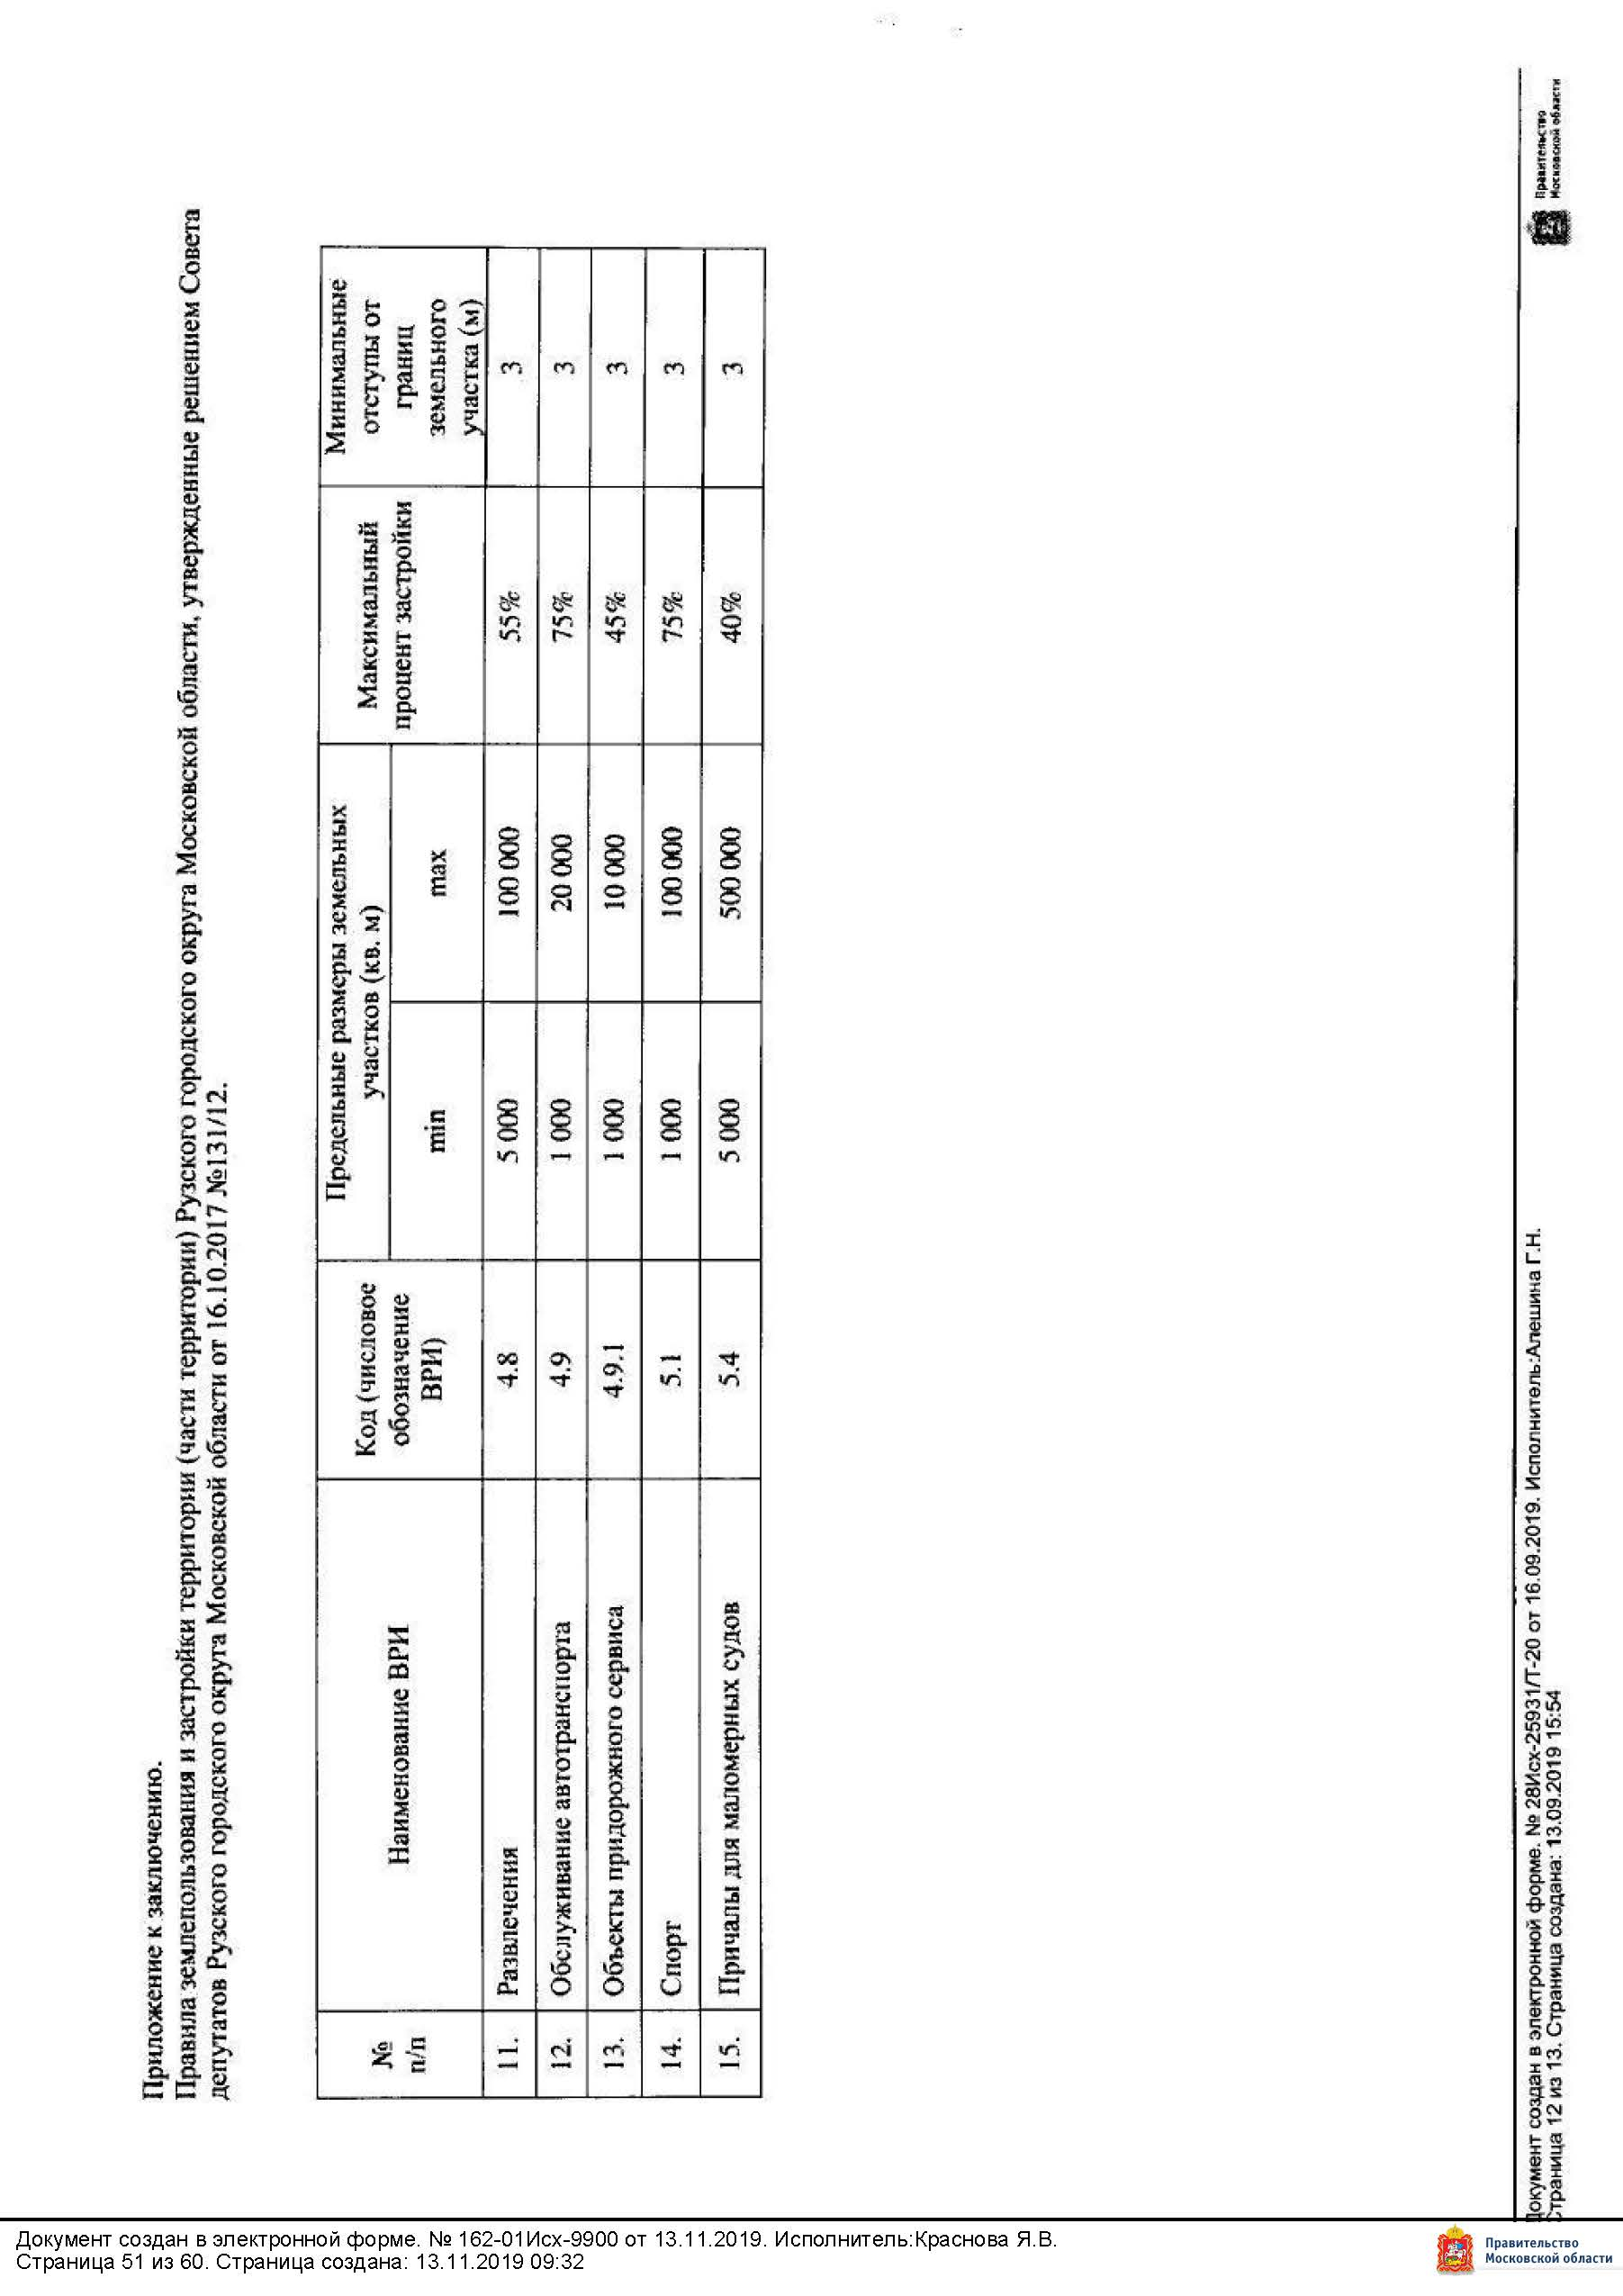 Приложение к заключению.
Правила землепользования и застройки территории (части территории) Рузского городского округа Московской области, утвержденные решением Совета
депутатов Рузского городского округа Московской области от 16.10.2017 №131/12.
№ п/п Наименование ВРИ Код (числовое обозначение ВРИ) Предельные размеры земельных участков (кв. м) Максимальный процент застройки Минимальные отступы от границ земельного участка (м)
min max
11. Развлечения 4.8 5 000 100 000 55% 3
12. Обслуживание автотранспорта 4.9 1 000 20 000 75% 3
13. Объекты придорожного сервиса 4.9.1 1 000 10 000 45% 3
14. Спорт 5.1 1 000 100 000 75% 3
15. Причалы для маломерных судов 5.4 5 000 500 000 40% 3
Документ создан в электронной форме. № 28Исх-25931/Т-20 от 16.09.2019. Исполнитель:Алешина Г.Н.
Страница 12 из 13. Страница создана: 13.09.2019 15:54
Правительство
Московской области
Документ создан в электронной форме. № 162-01Исх-9900 от 13.11.2019. Исполнитель:Краснова Я.В.
Страница 51 из 60. Страница создана: 13.11.2019 09:32
Правительство
Московской области